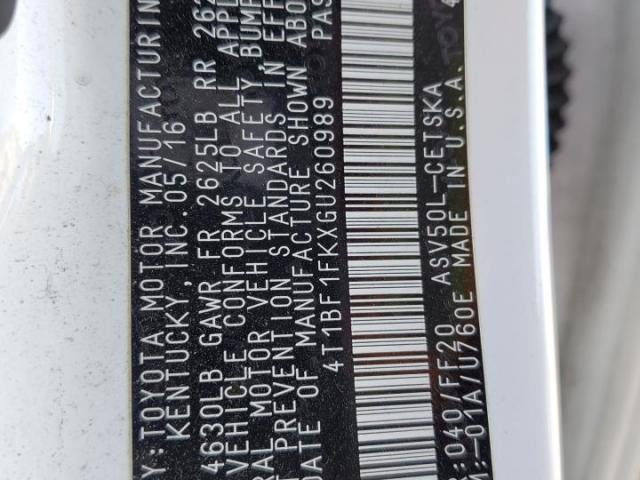 Y:TOYOTA MOTOR MANUFACTURIN
KENTUCKY, INC. 05/16
4630LB GAWR FR 2625LB RR 262
VEHICLE CONFORMS TO ALL APPL
RAL MOTOR VEHICLE SAFETY, BUMP
T PREVENTION STANDARDS IN EFF
DATE OF MANUFACTURE SHOWN ABO
4T1BF1FKXGU260989 PAS
R:040/FF20 ASV50L-CETSKA
M:-01A/U760E MADE IN U.S.A.